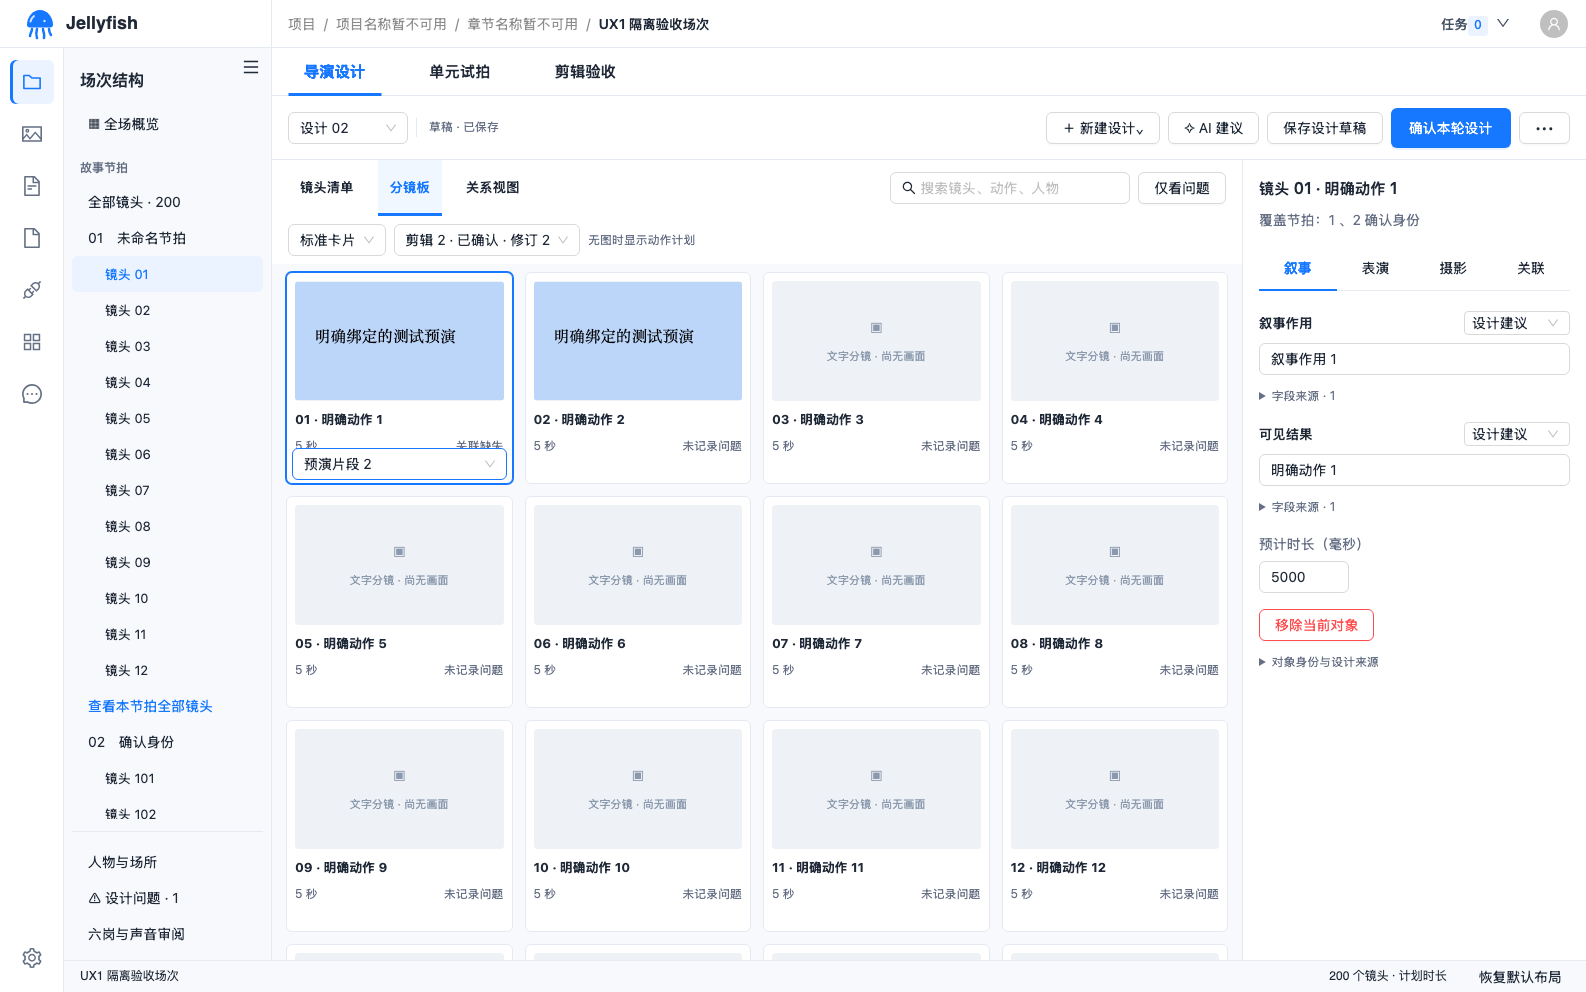 Jellyfish
项目 / 项目名称暂不可用 / 章节名称暂不可用 / UX1 隔离验收场次
任务 0
场次结构
全场概览
故事节拍
全部镜头 · 200
01 未命名节拍
镜头 01
镜头 02
镜头 03
镜头 04
镜头 05
镜头 06
镜头 07
镜头 08
镜头 09
镜头 10
镜头 11
镜头 12
查看本节拍全部镜头
02 确认身份
镜头 101
镜头 102
人物与场所
设计问题 · 1
六岗与声音审阅
导演设计 单元试拍 剪辑验收
设计 02 草稿 · 已保存
+ 新建设计 AI 建议 保存设计草稿 确认本轮设计 ···
镜头清单 分镜板 关系视图
搜索镜头、动作、人物 仅看问题
标准卡片 剪辑 2 · 已确认 · 修订 2 无图时显示动作计划
明确绑定的测试预演
01 · 明确动作 1
5 秒 关联缺失
预演片段 2
明确绑定的测试预演
02 · 明确动作 2
5 秒 未记录问题
文字分镜 · 尚无画面
03 · 明确动作 3
5 秒 未记录问题
文字分镜 · 尚无画面
04 · 明确动作 4
5 秒 未记录问题
文字分镜 · 尚无画面
05 · 明确动作 5
5 秒 未记录问题
文字分镜 · 尚无画面
06 · 明确动作 6
5 秒 未记录问题
文字分镜 · 尚无画面
07 · 明确动作 7
5 秒 未记录问题
文字分镜 · 尚无画面
08 · 明确动作 8
5 秒 未记录问题
文字分镜 · 尚无画面
09 · 明确动作 9
5 秒 未记录问题
文字分镜 · 尚无画面
10 · 明确动作 10
5 秒 未记录问题
文字分镜 · 尚无画面
11 · 明确动作 11
5 秒 未记录问题
文字分镜 · 尚无画面
12 · 明确动作 12
5 秒 未记录问题
镜头 01 · 明确动作 1
覆盖节拍：1 、2 确认身份
叙事 表演 摄影 关联
叙事作用 设计建议
叙事作用 1
字段来源 · 1
可见结果 设计建议
明确动作 1
字段来源 · 1
预计时长（毫秒）
5000
移除当前对象
对象身份与设计来源
UX1 隔离验收场次
200 个镜头 · 计划时长 恢复默认布局